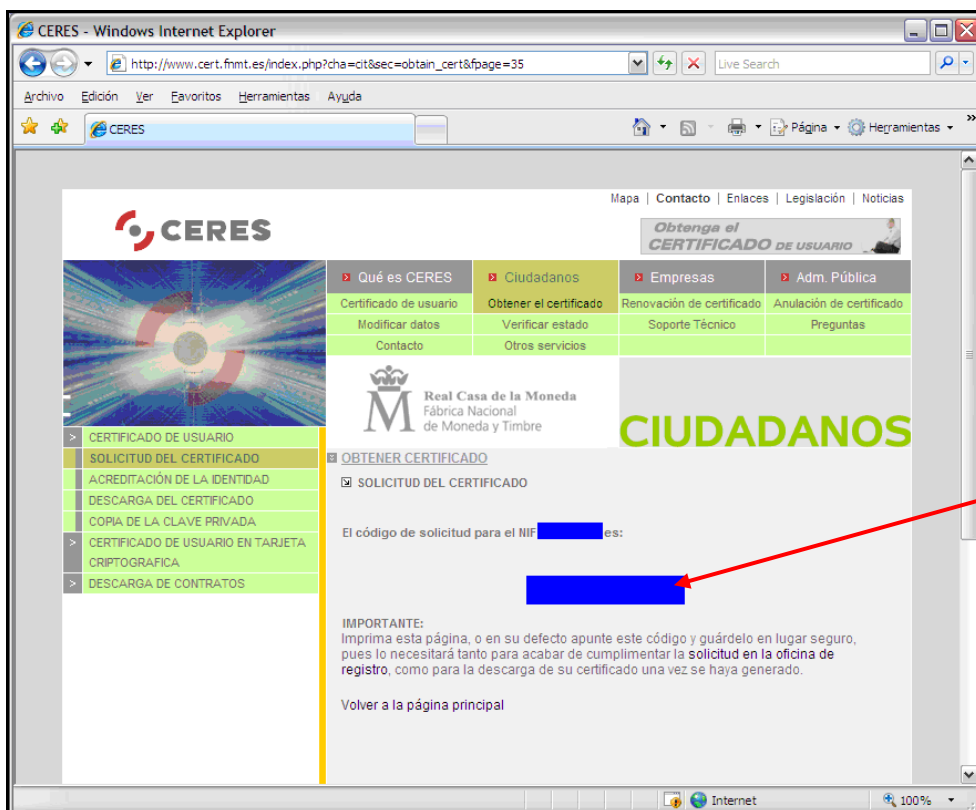 CERES - Windows Internet Explorer
http://www.cert.fnmt.es/index.php?cha=cit&sec=obtain_cert&fpage=35
Live Search
Archivo Edición Ver Favoritos Herramientas Ayuda
CERES
Página Herramientas »
Mapa | Contacto | Enlaces | Legislación | Noticias
CERES
Obtenga el
CERTIFICADO DE USUARIO
Qué es CERES Ciudadanos Empresas Adm. Pública
Certificado de usuario Obtener el certificado Renovación de certificado Anulación de certificado
Modificar datos Verificar estado Soporte Técnico Preguntas
Contacto Otros servicios
M
Real Casa de la Moneda
Fábrica Nacional
de Moneda y Timbre
CIUDADANOS
> CERTIFICADO DE USUARIO
SOLICITUD DEL CERTIFICADO
ACREDITACIÓN DE LA IDENTIDAD
DESCARGA DEL CERTIFICADO
COPIA DE LA CLAVE PRIVADA
> CERTIFICADO DE USUARIO EN TARJETA
CRIPTOGRAFICA
> DESCARGA DE CONTRATOS
OBTENER CERTIFICADO
SOLICITUD DEL CERTIFICADO
El código de solicitud para el NIF es:
IMPORTANTE:
Imprima esta página, o en su defecto apunte este código y guárdelo en lugar seguro,
pues lo necesitará tanto para acabar de cumplimentar la solicitud en la oficina de
registro, como para la descarga de su certificado una vez se haya generado.
Volver a la página principal
Internet 100%